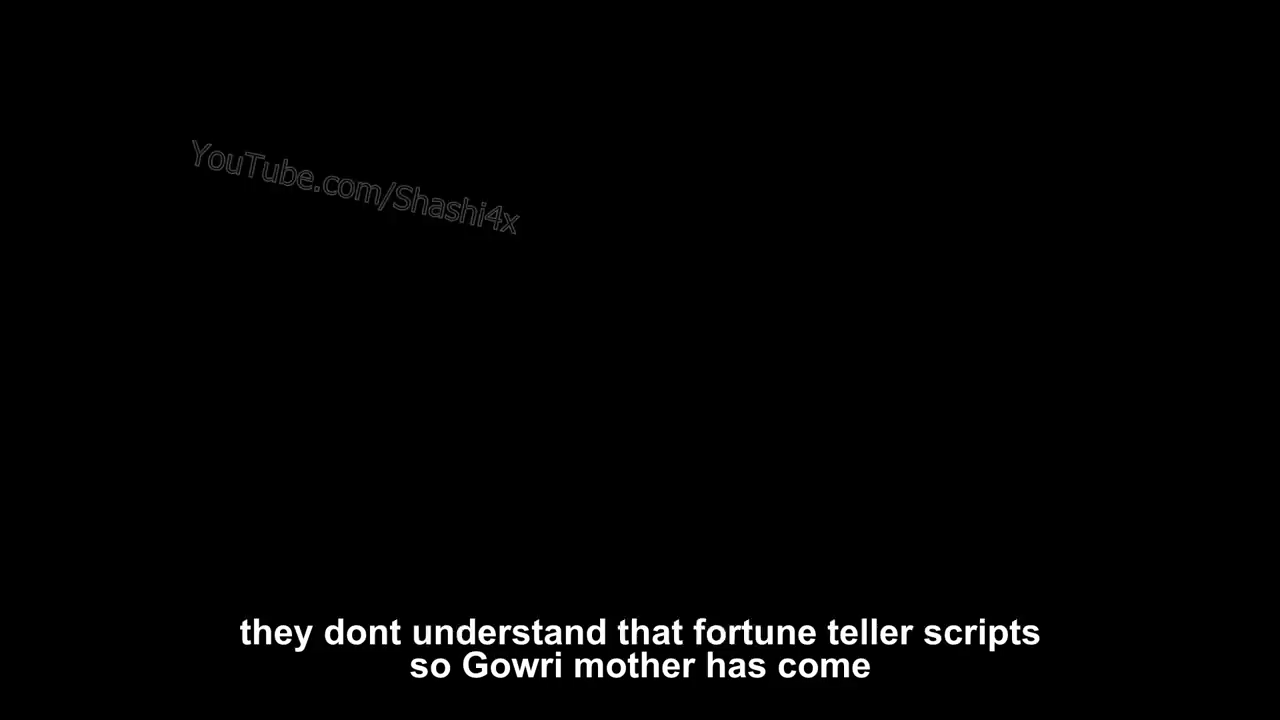 YouTube.com/Shashi4x
they dont understand that fortune teller scripts
so Gowri mother has come